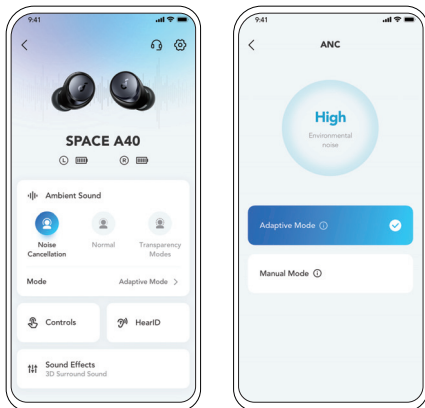 9:41
SPACE A40
L R
Ambient Sound
Noise
Cancellation
Normal
Transparency
Modes
Mode Adaptive Mode
Controls HearID
Sound Effects
3D Surround Sound
9:41
ANC
High
Environmental
noise
Adaptive Mode
Manual Mode